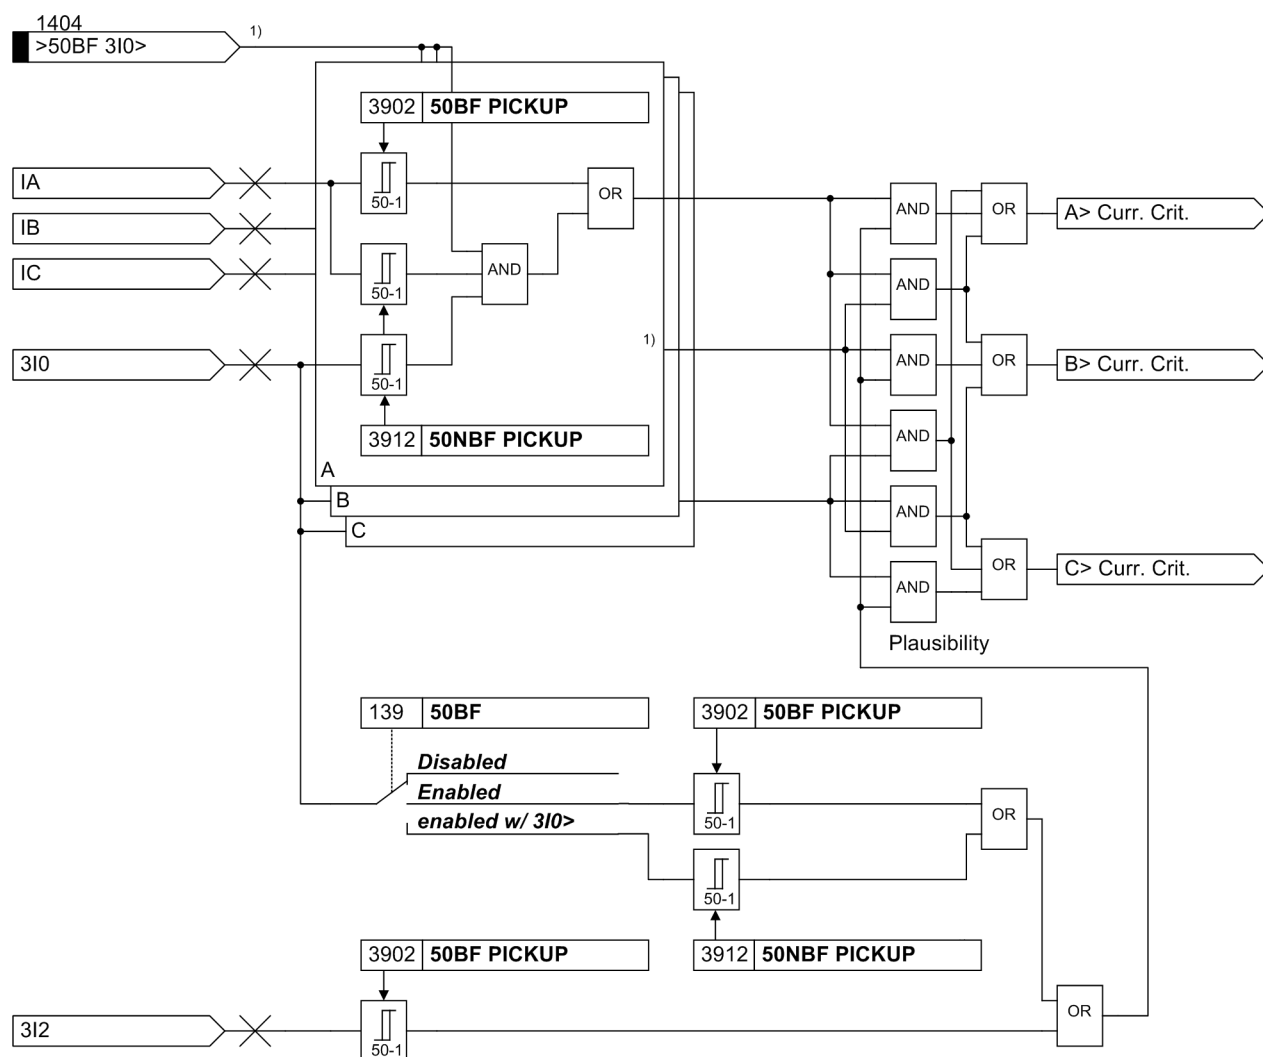 1404
>50BF 3I0>
1)
3902 50BF PICKUP
IA
50-1
OR
AND
OR
A> Curr. Crit.
IB
IC
50-1
AND
AND
1)
3I0
50-1
AND
OR
B> Curr. Crit.
3912 50NBF PICKUP
AND
A
B
C
AND
AND
OR
C> Curr. Crit.
Plausibility
139 50BF
3902 50BF PICKUP
Disabled
Enabled
enabled w/ 3I0>
50-1
OR
50-1
3902 50BF PICKUP
3912 50NBF PICKUP
3I2
50-1
OR